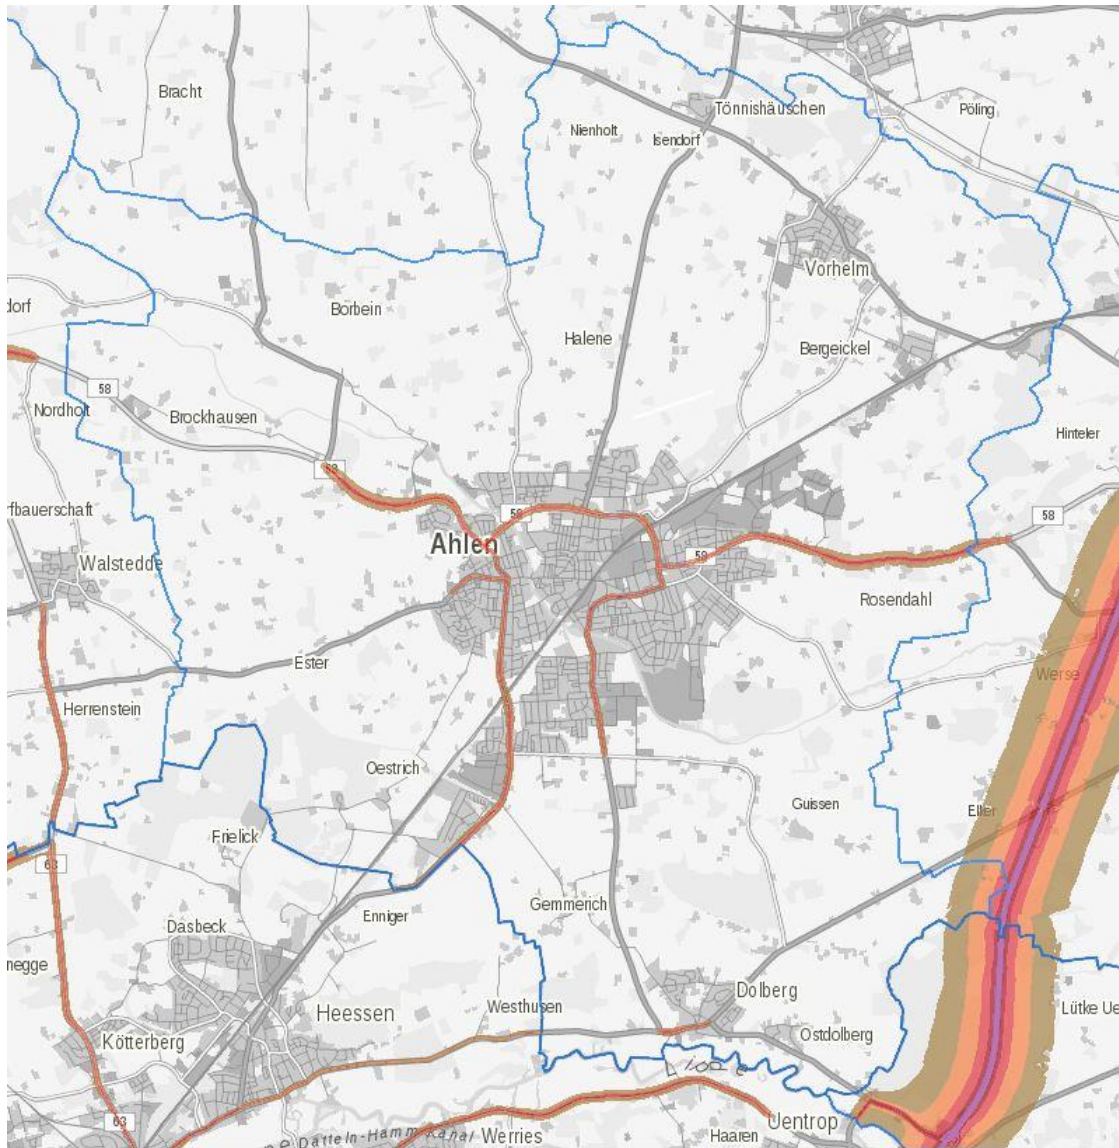 Bracht
Tönnishäuschen
Pöling
Nienholt
Isendorf
Vorhelm
dorf
Borbein
Halene
Bergeickel
58
Nordholt
Brockhausen
Hinteler
58
58
rfbauerschaft
Ahlen
58
Walstedde
Rosendahl
Ester
Werse
Herrenstein
Oestrich
Guissen
Eller
Frielick
63
Gemmerich
Enniger
Dasbeck
negge
Dolberg
Westhusen
Heessen
Lütke Ue
Ostdolberg
Kötterberg
Lippe
63
Datteln-Hamm-Kanal
Werries
Haaren
Uentrop